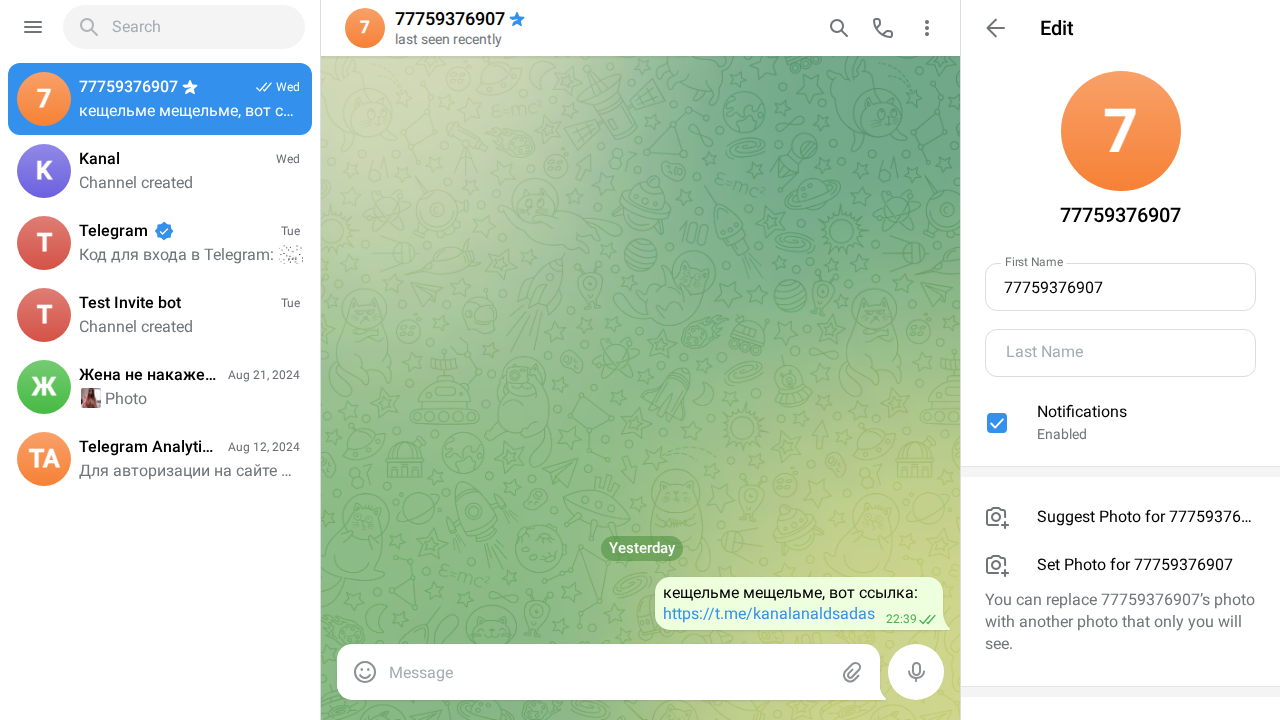 Search
7
77759376907
Wed
кещельме мещельме, вот с...
K
Kanal
Wed
Channel created
T
Telegram
Tue
Код для входа в Telegram:
T
Test Invite bot
Tue
Channel created
Ж
Жена не накаже...
Aug 21, 2024
Photo
TA
Telegram Analyti...
Aug 12, 2024
Для авторизации на сайте ...
7
77759376907
last seen recently
Yesterday
кещельме мещельме, вот ссылка:
https://t.me/kanalanaldsadas
22:39
Message
Edit
7
77759376907
First Name
77759376907
Last Name
Notifications
Enabled
Suggest Photo for 77759376...
Set Photo for 77759376907
You can replace 77759376907's photo
with another photo that only you will
see.